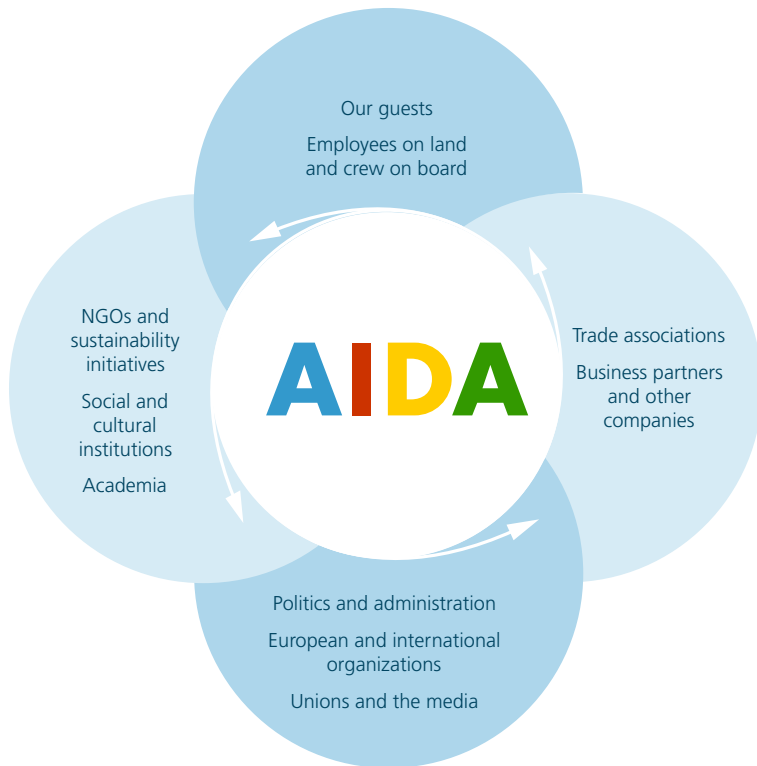 Our guests
Employees on land
and crew on board
NGOs and
sustainability
initiatives
Social and
cultural
institutions
Academia
AIDA
Trade associations
Business partners
and other
companies
Politics and administration
European and international
organizations
Unions and the media